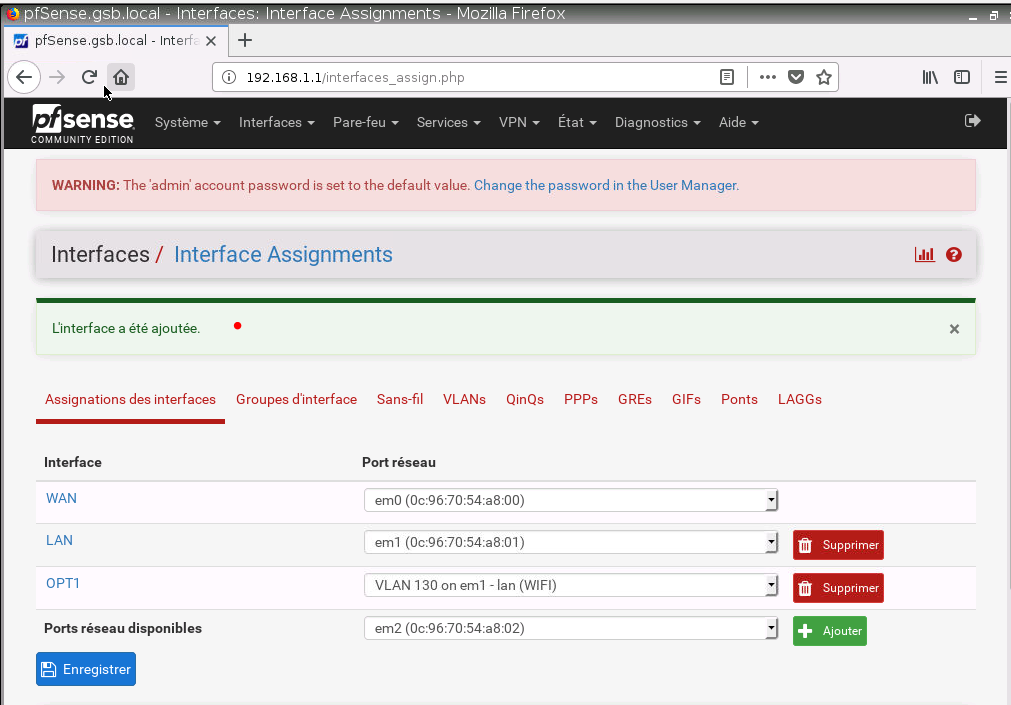 pfSense.gsb.local - Interfaces: Interface Assignments - Mozilla Firefox
pfSense.gsb.local - Interfa
192.168.1.1/interfaces_assign.php
pfsense
COMMUNITY EDITION
Système Interfaces Pare-feu Services VPN État Diagnostics Aide
WARNING: The 'admin' account password is set to the default value. Change the password in the User Manager.
Interfaces / Interface Assignments
L'interface a été ajoutée.
Assignations des interfaces Groupes d'interface Sans-fil VLANs QinQs PPPs GREs GIFs Ponts LAGGs
Interface Port réseau
WAN em0 (0c:96:70:54:a8:00)
LAN em1 (0c:96:70:54:a8:01) Supprimer
OPT1 VLAN 130 on em1 - lan (WIFI) Supprimer
Ports réseau disponibles em2 (0c:96:70:54:a8:02) Ajouter
Enregistrer